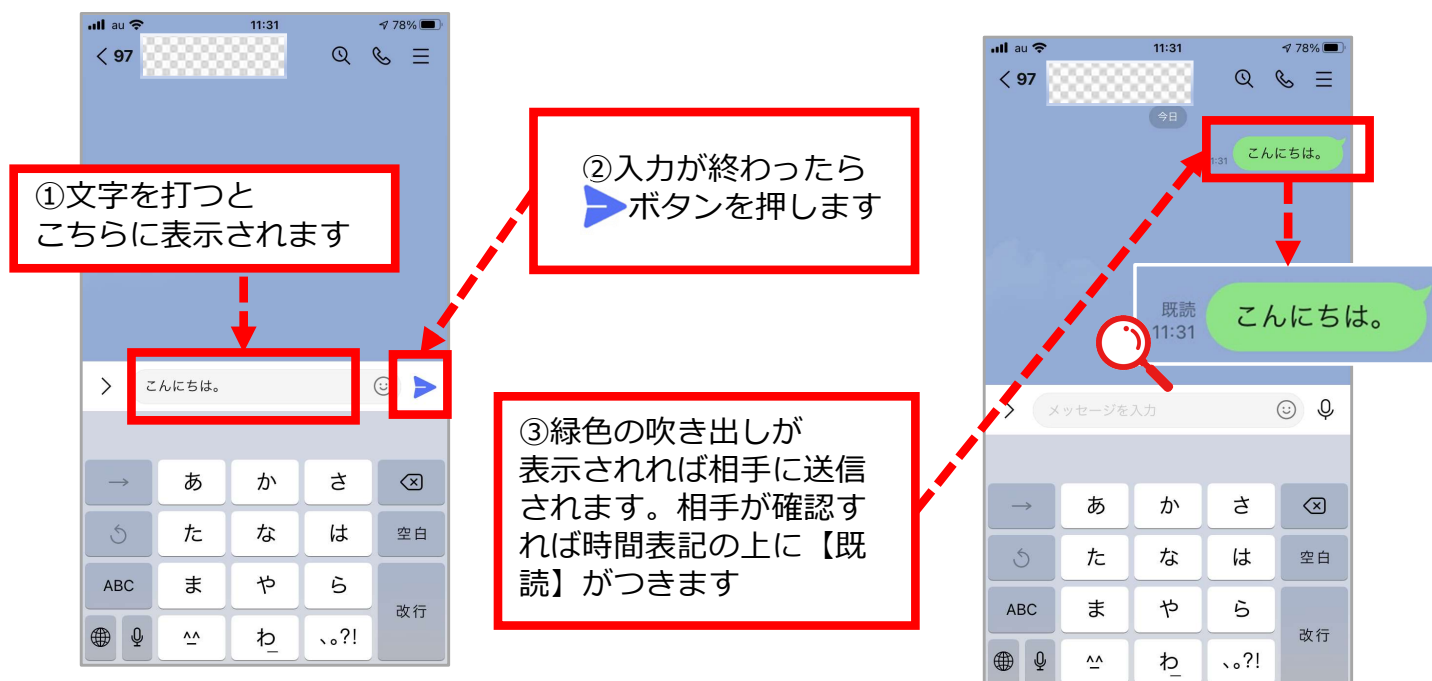 au 11:31 78%
97
①文字を打つと
こちらに表示されます
こんにちは。
→ あ か さ
た な は 空白
ABC ま や ら
改行
^^ わ_ 、。?!
②入力が終わったら
ボタンを押します
③緑色の吹き出しが
表示されれば相手に送信
されます。相手が確認す
れば時間表記の上に【既
読】がつきます
au 11:31 78%
97
今日
1:31 こんにちは。
既読
11:31 こんにちは。
メッセージを入力
→ あ か さ
た な は 空白
ABC ま や ら
改行
^^ わ_ 、。?!